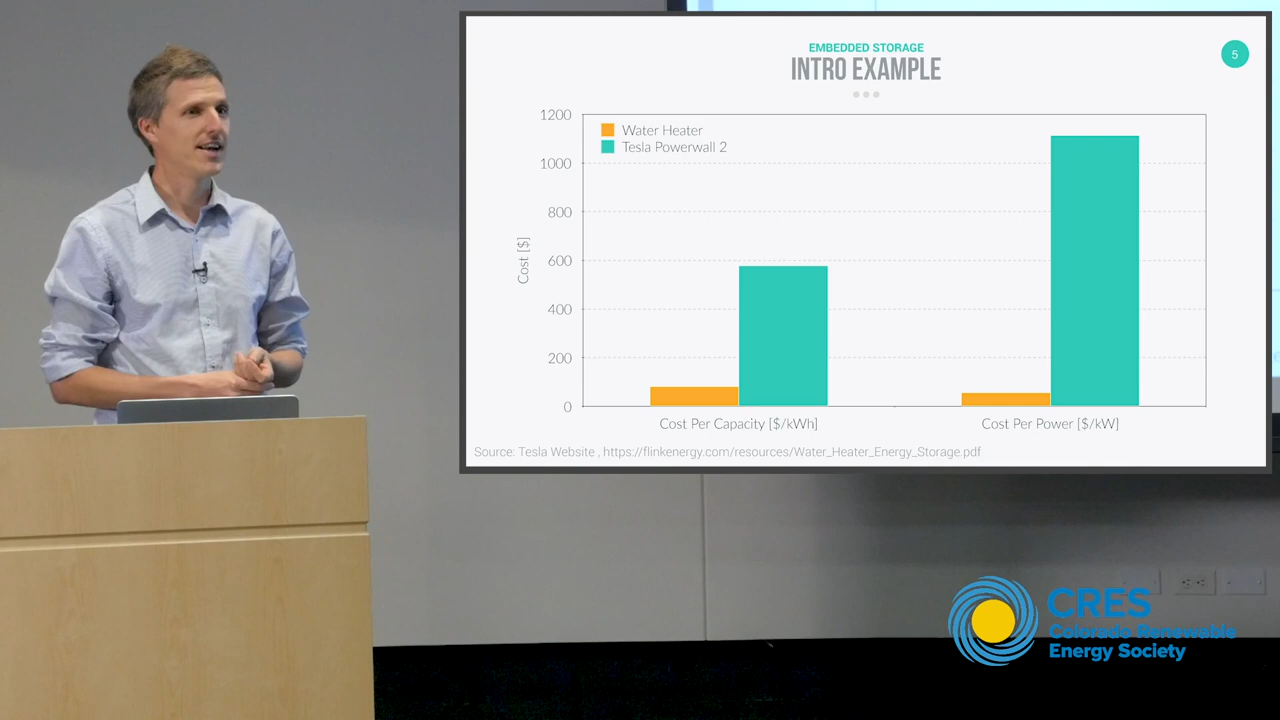 EMBEDDED STORAGE
INTRO EXAMPLE
5
1200
1000
800
600
400
200
0
Cost [$]
Water Heater
Tesla Powerwall 2
Cost Per Capacity [$/kWh]
Cost Per Power [$/kW]
Source: Tesla Website , https://flinkenergy.com/resources/Water_Heater_Energy_Storage.pdf
CRES
Colorado Renewable
Energy Society